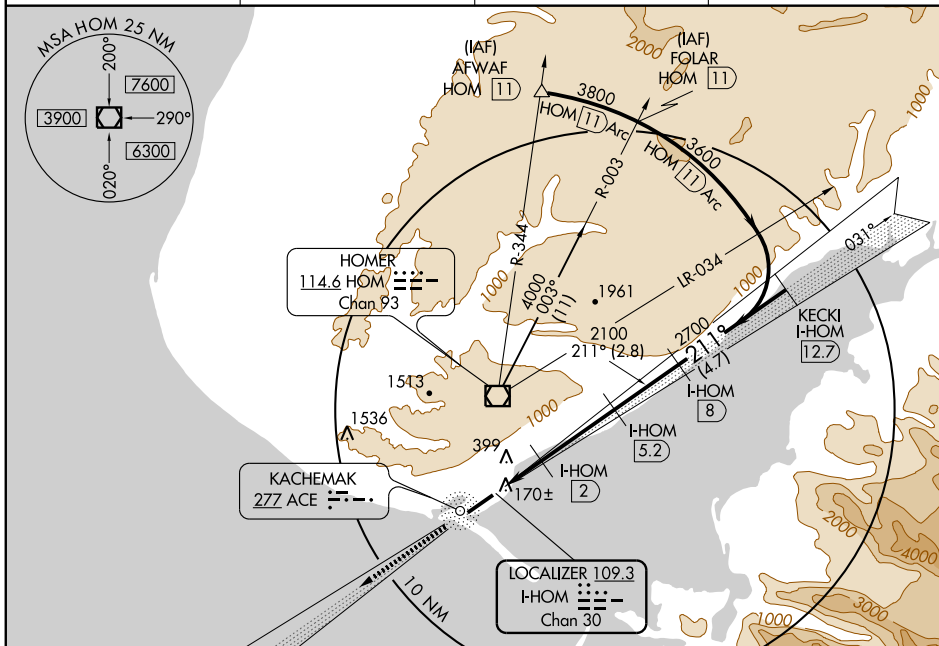 MSA HOM 25 NM
200°
7600
3900
290°
6300
020°
(IAF)
AFWAF
HOM 11
(IAF)
FOLAR
HOM 11
2000
1000
3800
HOM 11 Arc
3600
HOM 11 Arc
R-344
R-003
4000
003°
(11)
LR-034
031°
1000
1000
1961
HOMER
114.6 HOM
Chan 93
2100
211° (2.8)
2700
211°
(4.7)
KECKI
I-HOM
12.7
I-HOM
8
I-HOM
5.2
I-HOM
2
1543
1000
1536
399
170±
KACHEMAK
277 ACE
LOCALIZER 109.3
I-HOM
Chan 30
10 NM
2000
4000
3000
1000
2000